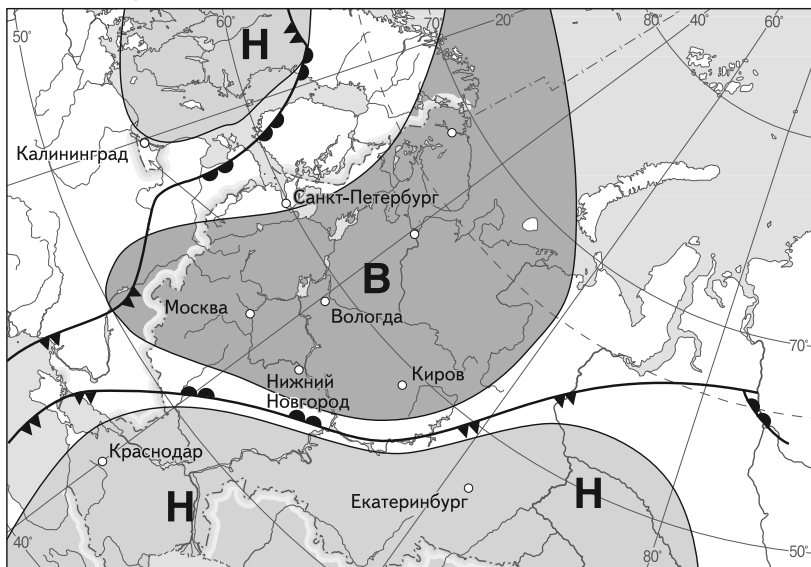 50°
60°
70°
20°
80°
40°
60°
Н
Калининград
Санкт-Петербург
В
Москва
Вологда
70°
Нижний
Новгород
Киров
Краснодар
Екатеринбург
Н
Н
40°
80°
50°